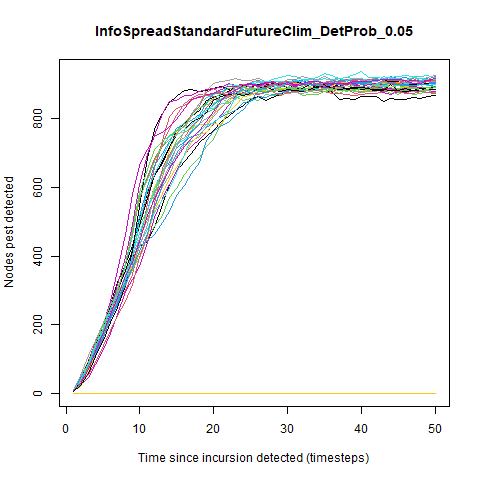 InfoSpreadStandardFutureClim_DetProb_0.05
Nodes pest detected
800
600
400
200
0
0 10 20 30 40 50
Time since incursion detected (timesteps)